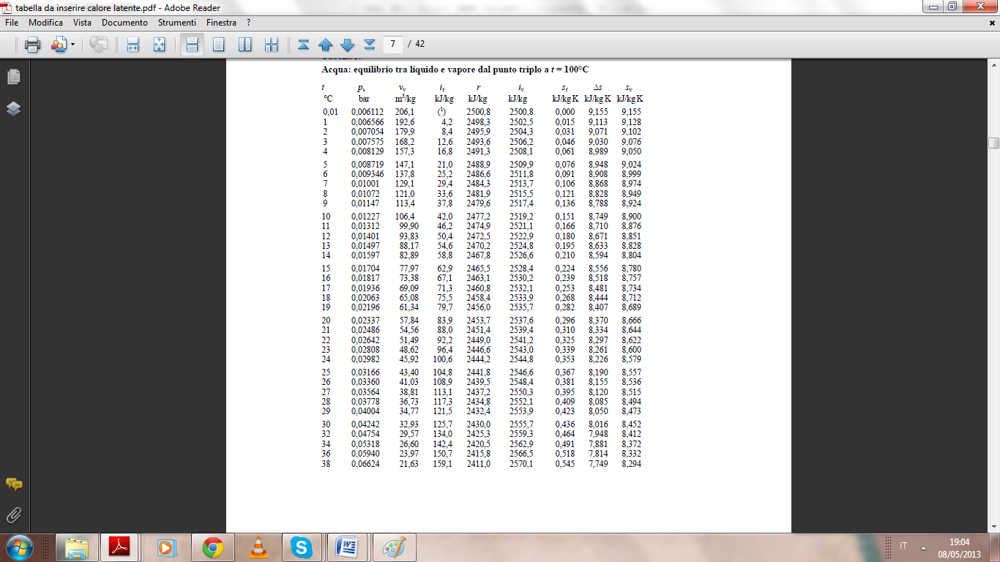 tabella da inserire calore latente.pdf - Adobe Reader
File Modifica Vista Documento Strumenti Finestra ?
7 / 42
Acqua: equilibrio tra liquido e vapore dal punto triplo a t = 100°C
t pₛ vᵥ iₗ r iᵥ sₗ Δs sᵥ
°C bar m³/kg kJ/kg kJ/kg kJ/kg kJ/kg K kJ/kg K kJ/kg K
0,01 0,006112 206,1 (¹) 2500,8 2500,8 0,000 9,155 9,155
1 0,006566 192,6 4,2 2498,3 2502,5 0,015 9,113 9,128
2 0,007054 179,9 8,4 2495,9 2504,3 0,031 9,071 9,102
3 0,007575 168,2 12,6 2493,6 2506,2 0,046 9,030 9,076
4 0,008129 157,3 16,8 2491,3 2508,1 0,061 8,989 9,050
5 0,008719 147,1 21,0 2488,9 2509,9 0,076 8,948 9,024
6 0,009346 137,8 25,2 2486,6 2511,8 0,091 8,908 8,999
7 0,01001 129,1 29,4 2484,3 2513,7 0,106 8,868 8,974
8 0,01072 121,0 33,6 2481,9 2515,5 0,121 8,828 8,949
9 0,01147 113,4 37,8 2479,6 2517,4 0,136 8,788 8,924
10 0,01227 106,4 42,0 2477,2 2519,2 0,151 8,749 8,900
11 0,01312 99,90 46,2 2474,9 2521,1 0,166 8,710 8,876
12 0,01401 93,83 50,4 2472,5 2522,9 0,180 8,671 8,851
13 0,01497 88,17 54,6 2470,2 2524,8 0,195 8,633 8,828
14 0,01597 82,89 58,8 2467,8 2526,6 0,210 8,594 8,804
15 0,01704 77,97 62,9 2465,5 2528,4 0,224 8,556 8,780
16 0,01817 73,38 67,1 2463,1 2530,2 0,239 8,518 8,757
17 0,01936 69,09 71,3 2460,8 2532,1 0,253 8,481 8,734
18 0,02063 65,08 75,5 2458,4 2533,9 0,268 8,444 8,712
19 0,02196 61,34 79,7 2456,0 2535,7 0,282 8,407 8,689
20 0,02337 57,84 83,9 2453,7 2537,6 0,296 8,370 8,666
21 0,02486 54,56 88,0 2451,4 2539,4 0,310 8,334 8,644
22 0,02642 51,49 92,2 2449,0 2541,2 0,325 8,297 8,622
23 0,02808 48,62 96,4 2446,6 2543,0 0,339 8,261 8,600
24 0,02982 45,92 100,6 2444,2 2544,8 0,353 8,226 8,579
25 0,03166 43,40 104,8 2441,8 2546,6 0,367 8,190 8,557
26 0,03360 41,03 108,9 2439,5 2548,4 0,381 8,155 8,536
27 0,03564 38,81 113,1 2437,2 2550,3 0,395 8,120 8,515
28 0,03778 36,73 117,3 2434,8 2552,1 0,409 8,085 8,494
29 0,04004 34,77 121,5 2432,4 2553,9 0,423 8,050 8,473
30 0,04242 32,93 125,7 2430,0 2555,7 0,436 8,016 8,452
32 0,04754 29,57 134,0 2425,3 2559,3 0,464 7,948 8,412
34 0,05318 26,60 142,4 2420,5 2562,9 0,491 7,881 8,372
36 0,05940 23,97 150,7 2415,8 2566,5 0,518 7,814 8,332
38 0,06624 21,63 159,1 2411,0 2570,1 0,545 7,749 8,294
IT 19:04
08/05/2013